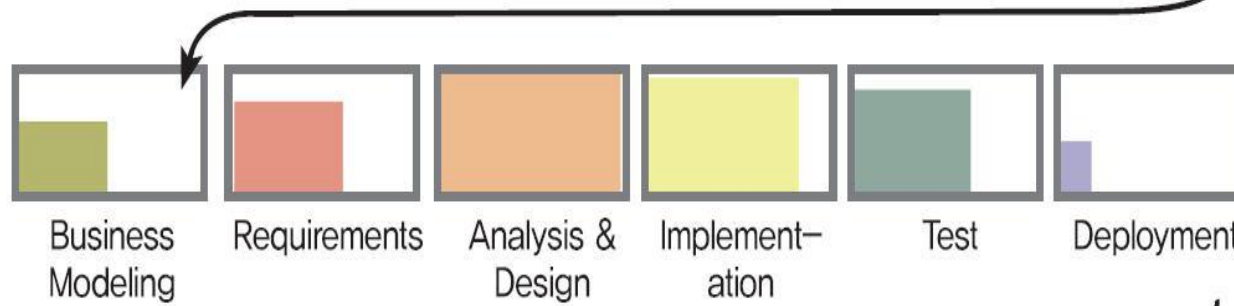 Business
Modeling
Requirements
Analysis &
Design
Implement–
ation
Test
Deployment